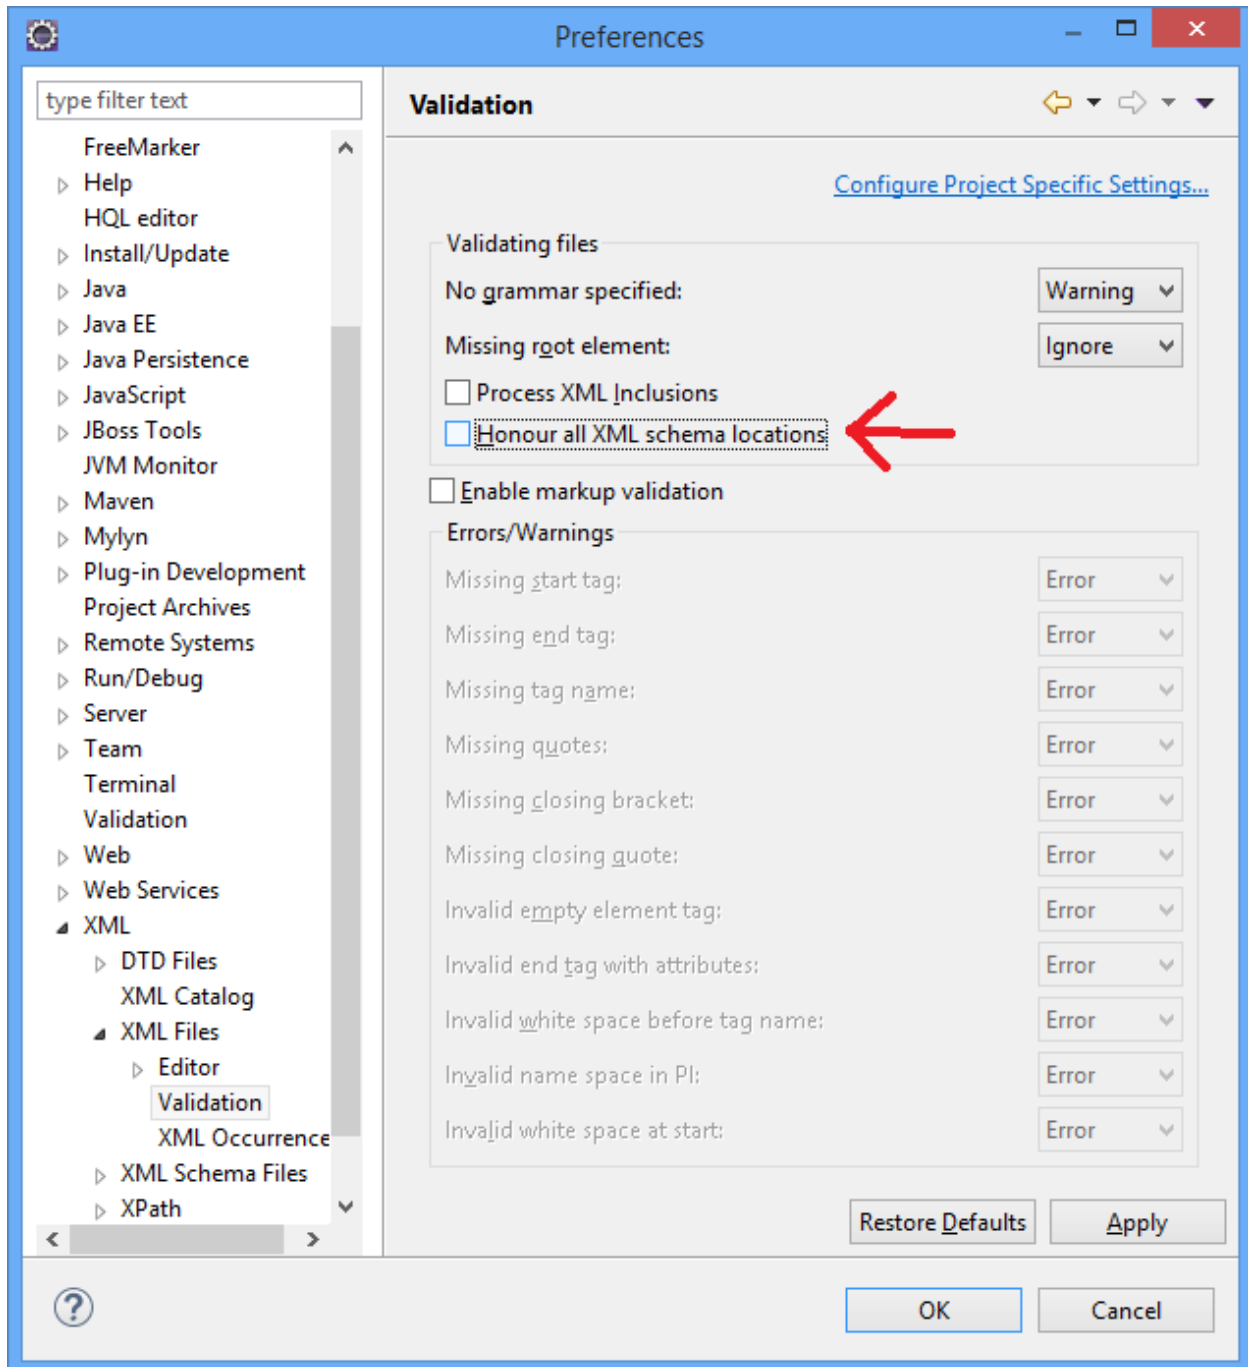 Preferences
type filter text
FreeMarker
Help
HQL editor
Install/Update
Java
Java EE
Java Persistence
JavaScript
JBoss Tools
JVM Monitor
Maven
Mylyn
Plug-in Development
Project Archives
Remote Systems
Run/Debug
Server
Team
Terminal
Validation
Web
Web Services
XML
DTD Files
XML Catalog
XML Files
Editor
Validation
XML Occurrence
XML Schema Files
XPath
Validation
Configure Project Specific Settings...
Validating files
No grammar specified: Warning
Missing root element: Ignore
Process XML Inclusions
Honour all XML schema locations
Enable markup validation
Errors/Warnings
Missing start tag: Error
Missing end tag: Error
Missing tag name: Error
Missing quotes: Error
Missing closing bracket: Error
Missing closing quote: Error
Invalid empty element tag: Error
Invalid end tag with attributes: Error
Invalid white space before tag name: Error
Invalid name space in PI: Error
Invalid white space at start: Error
Restore Defaults Apply
? OK Cancel